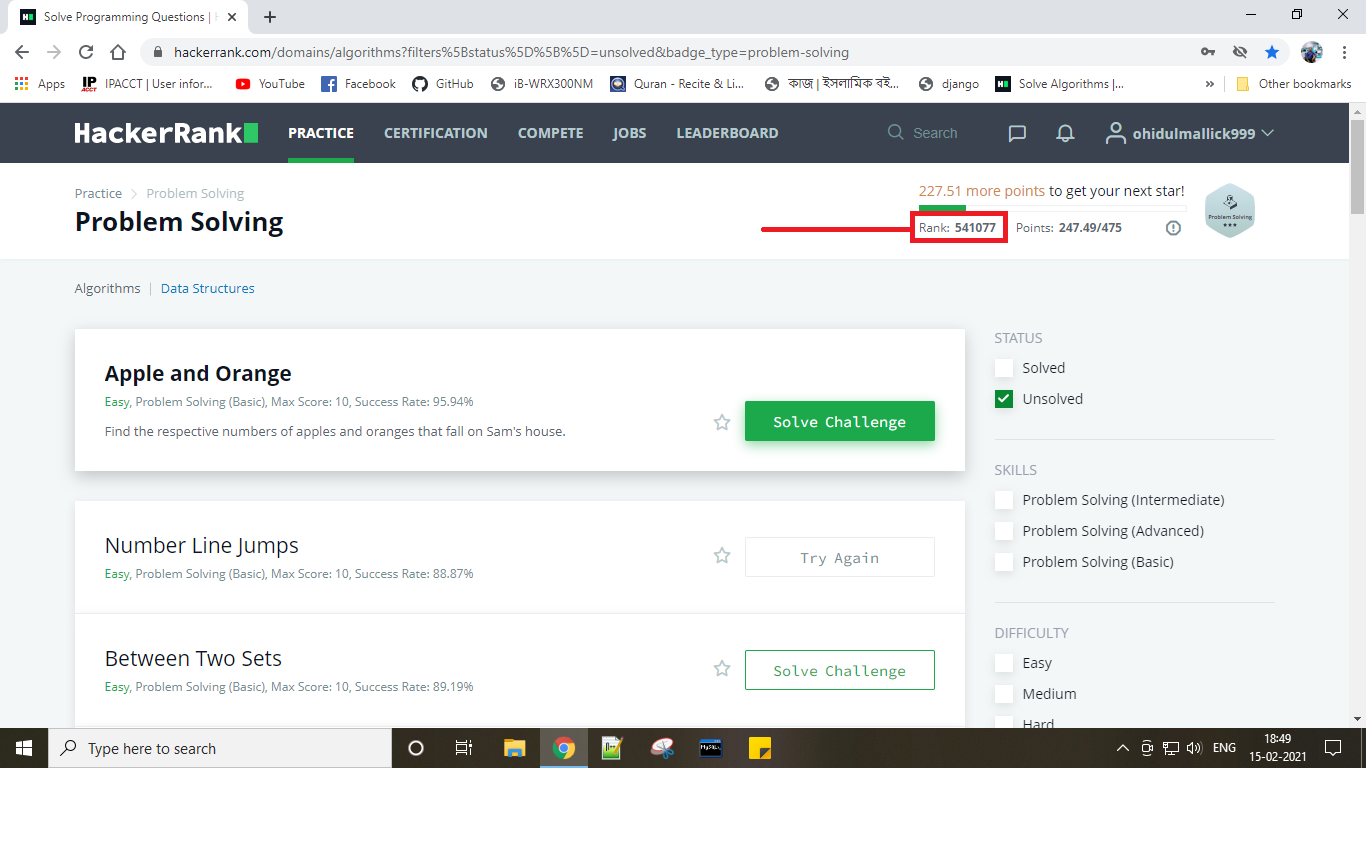 Solve Programming Questions |
hackerrank.com/domains/algorithms?filters%5Bstatus%5D%5B%5D=unsolved&badge_type=problem-solving
Apps IPACCT | User infor... YouTube Facebook GitHub iB-WRX300NM Quran - Recite & Li... কাজ | ইসলামিক বই... django Solve Algorithms |... » Other bookmarks
HackerRank PRACTICE CERTIFICATION COMPETE JOBS LEADERBOARD Search ohidulmallick999
Practice > Problem Solving
227.51 more points to get your next star!
Problem Solving
Rank: 541077 Points: 247.49/475
Problem Solving
Algorithms | Data Structures
Apple and Orange
Easy, Problem Solving (Basic), Max Score: 10, Success Rate: 95.94%
Find the respective numbers of apples and oranges that fall on Sam's house.
Solve Challenge
Number Line Jumps
Easy, Problem Solving (Basic), Max Score: 10, Success Rate: 88.87%
Try Again
Between Two Sets
Easy, Problem Solving (Basic), Max Score: 10, Success Rate: 89.19%
Solve Challenge
STATUS
Solved
Unsolved
SKILLS
Problem Solving (Intermediate)
Problem Solving (Advanced)
Problem Solving (Basic)
DIFFICULTY
Easy
Medium
Hard
Type here to search
MySQL
ENG
18:49
15-02-2021